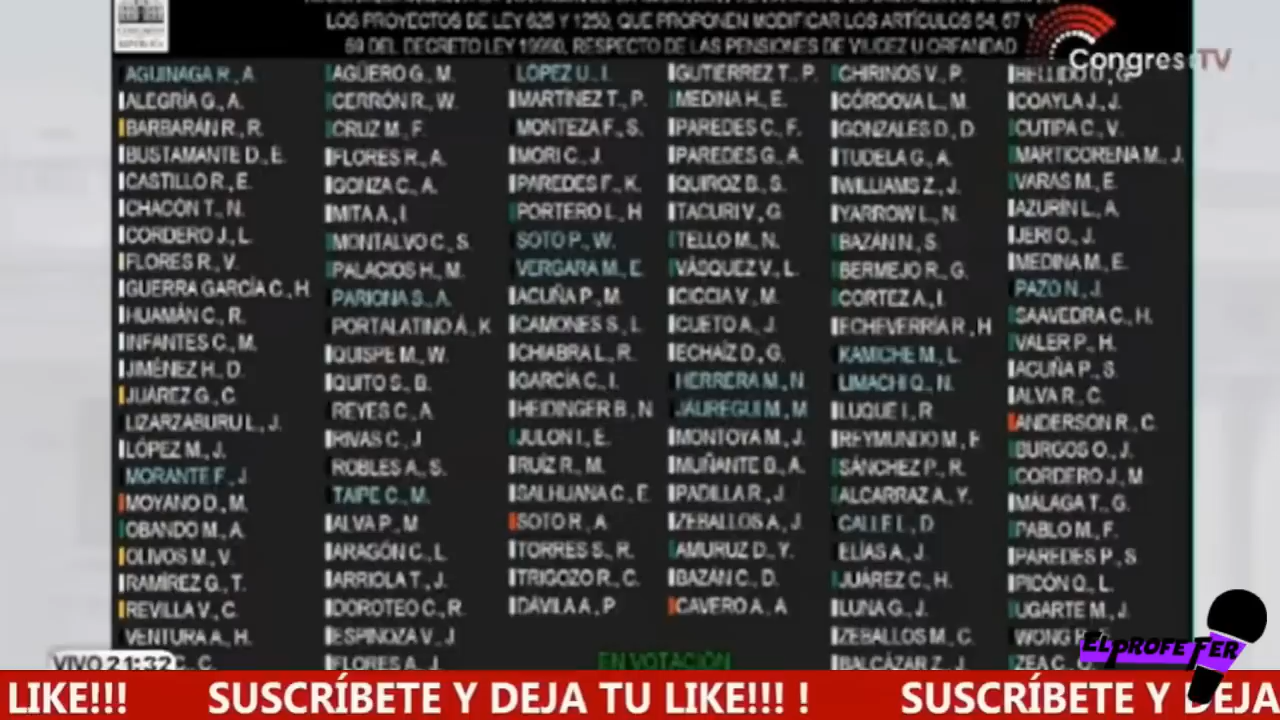 LOS PROYECTOS DE LEY 625 Y 1250, QUE PROPONEN MODIFICAR LOS ARTÍCULOS 54, 57 Y
59 DEL DECRETO LEY 19990, RESPECTO DE LAS PENSIONES DE VIUDEZ U ORFANDAD
CongresoTV
AGUINAGA R., A.
ALEGRÍA G., A.
BARBARÁN R., R.
BUSTAMANTE D., E.
CASTILLO R., E.
CHACÓN T., N.
CORDERO J., L.
FLORES R., V.
GUERRA GARCÍA C., H
HUAMÁN C., R.
INFANTES C., M.
JIMÉNEZ H., D.
JUÁREZ G., C.
LIZARZABURU L., J.
LÓPEZ M., J.
MORANTE F., J.
MOYANO D., M.
OBANDO M., A.
OLIVOS M., V.
RAMÍREZ G., T.
REVILLA V., C.
VENTURA A., H.
C., C.
AGÜERO G., M.
CERRÓN R., W.
CRUZ M., F.
FLORES R., A.
GONZA C., A.
MITA A., I.
MONTALVO C., S.
PALACIOS H., M.
PARIONA S., A.
PORTALATINO Á., K
QUISPE M., W.
QUITO S., B.
REYES C., A
RIVAS C., J
ROBLES A., S.
TAIPE C., M.
ALVA P., M
ARAGÓN C., L
ARRIOLA T., J.
DOROTEO C., R.
ESPINOZA V., J
FLORES A., J.
LÓPEZ U., I.
MARTÍNEZ T., P.
MONTEZA F., S.
MORI C., J.
PAREDES F., K.
PORTERO L., H
SOTO P., W.
VERGARA M., E.
ACUÑA P., M.
CAMONES S., L
CHIABRA L., R.
GARCÍA C., I.
HEIDINGER B., N
JULON I., E.
RUÍZ R., M.
SALHUANA C., E
SOTO R., A
TORRES S., R.
TRIGOZO R., C.
DÁVILA A., P
GUTIERREZ T., P.
MEDINA H., E.
PAREDES C., F.
PAREDES G., A.
QUIROZ B., S.
TACURI V., G.
TELLO M., N.
VÁSQUEZ V., L.
CICCIA V., M.
CUETO A., J.
ECHAÍZ D., G.
HERRERA M., N
JÁUREGUI M., M
MONTOYA M., J.
MUÑANTE B., A.
PADILLA R., J.
ZEBALLOS A., J.
AMURUZ D., Y.
BAZÁN C., D.
CAVERO A., A
EN VOTACIÓN
CHIRINOS V., P.
CÓRDOVA L., M.
GONZALES D., D
TUDELA G., A.
WILLIAMS Z., J.
YARROW L., N.
BAZÁN N., S.
BERMEJO R., G.
CORTEZ A., I.
ECHEVERRÍA R., H
KAMICHE M., L.
LIMACHI Q., N.
LUQUE I., R
REYMUNDO M., E
SÁNCHEZ P., R.
ALCARRAZ A., Y.
CALLE L., D
ELÍAS A., J.
JUÁREZ C., H.
LUNA G., J.
ZEBALLOS M., C.
BALCÁZAR Z., J.
BELLIDO U., G.
COAYLA J., J.
CUTIPA C., V.
MARTICORENA M., J.
VARAS M., E.
AZURÍN L., A.
JERI O., J.
MEDINA M., E.
PAZO N., J.
SAAVEDRA C., H.
VALER P., H.
ACUÑA P., S.
ALVA R., C.
ANDERSON R., C.
BURGOS O., J.
CORDERO J., M.
MÁLAGA T., G.
PABLO M., F.
PAREDES P., S
PICÓN Q., L.
UGARTE M., J.
WONG
ZEA C., O.
EL PROFE FER
VIVO 21:32
LIKE!!! SUSCRÍBETE Y DEJA TU LIKE!!! ! SUSCRÍBETE Y DEJA